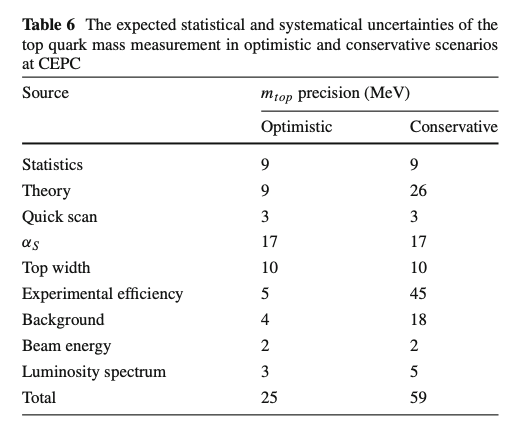 Table 6 The expected statistical and systematical uncertainties of the
top quark mass measurement in optimistic and conservative scenarios
at CEPC
Source m_top precision (MeV)
Optimistic Conservative
Statistics 9 9
Theory 9 26
Quick scan 3 3
α_S 17 17
Top width 10 10
Experimental efficiency 5 45
Background 4 18
Beam energy 2 2
Luminosity spectrum 3 5
Total 25 59